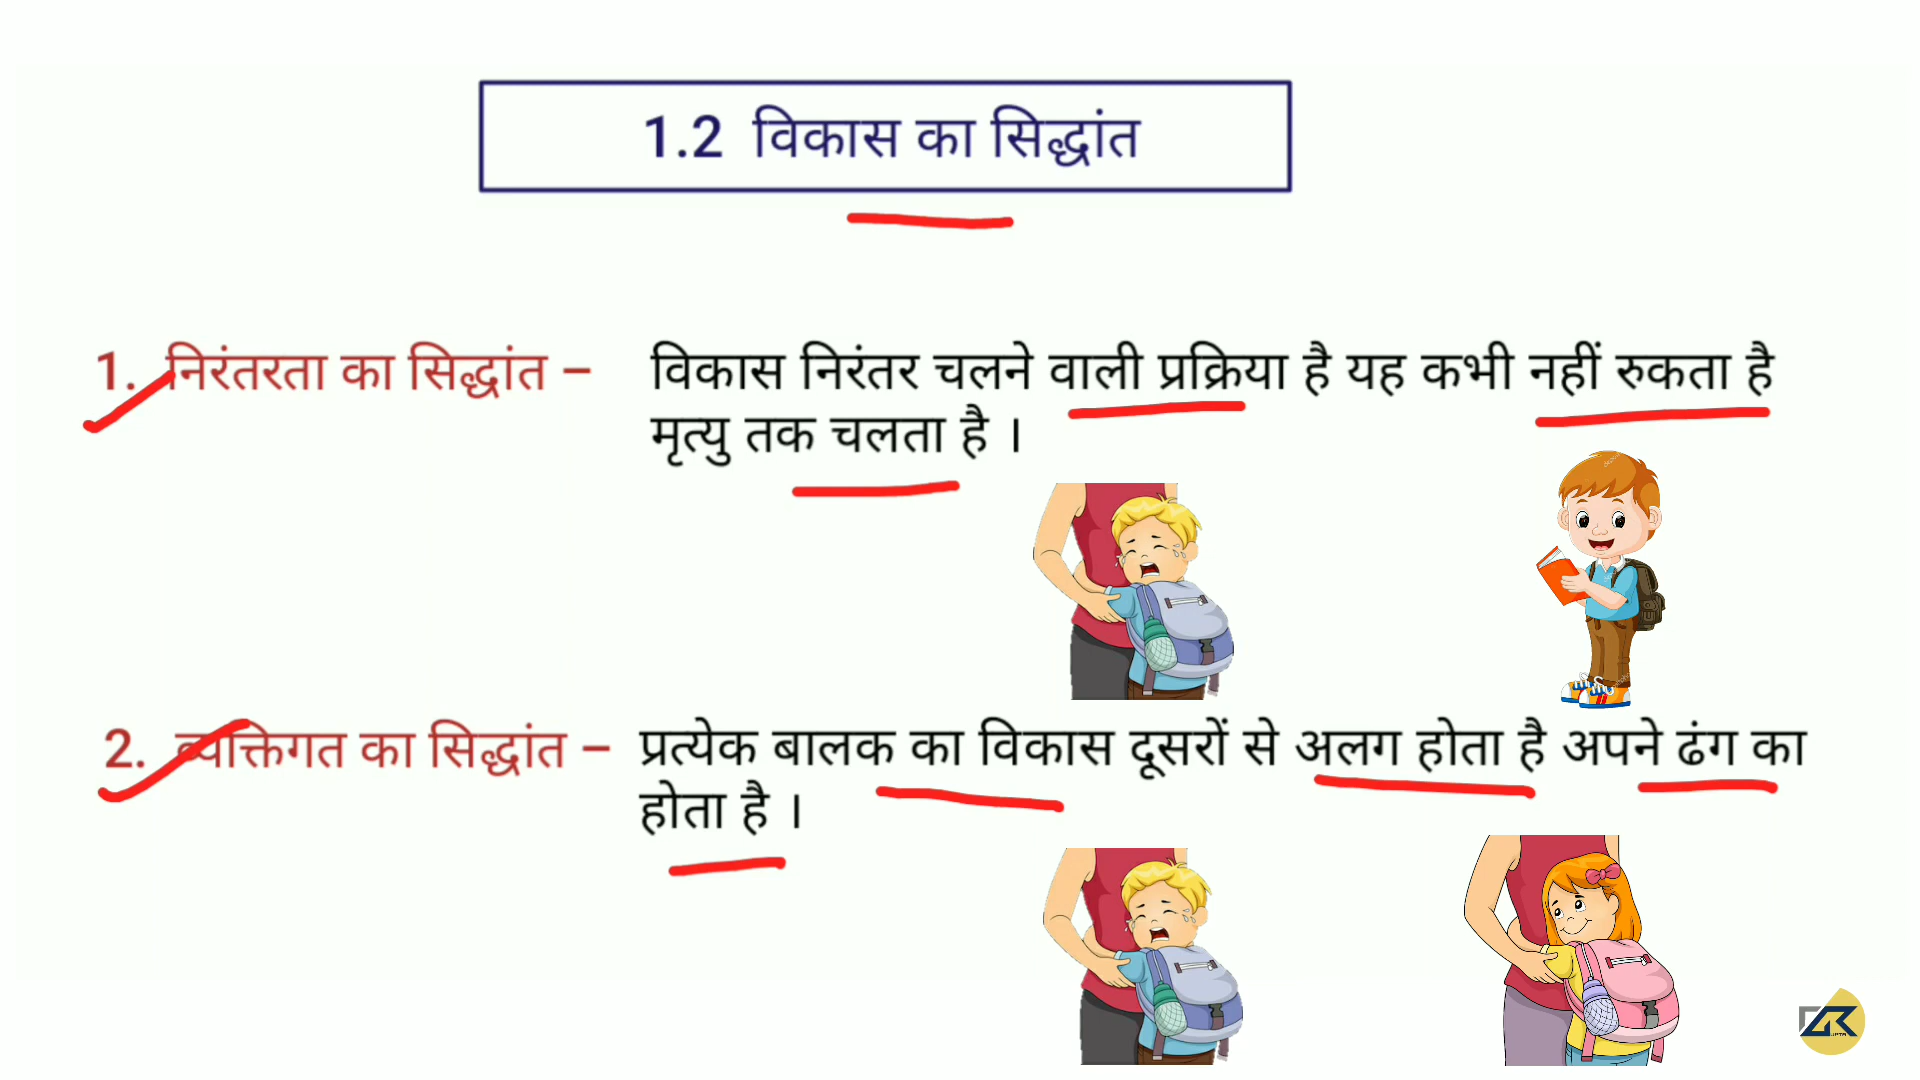 1.2 विकास का सिद्धांत
1. निरंतरता का सिद्धांत – विकास निरंतर चलने वाली प्रक्रिया है यह कभी नहीं रुकता है
मृत्यु तक चलता है ।
2. व्यक्तिगत का सिद्धांत – प्रत्येक बालक का विकास दूसरों से अलग होता है अपने ढंग का
होता है ।